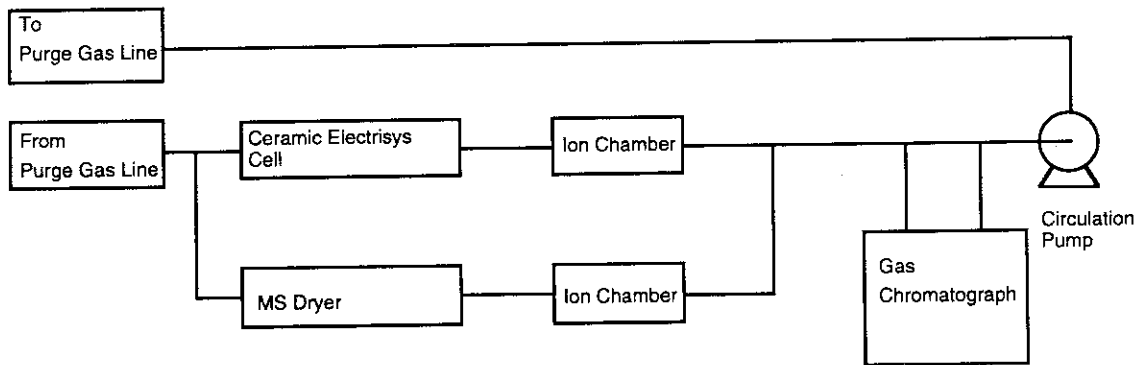 To
Purge Gas Line
From
Purge Gas Line
Ceramic Electrisys
Cell
Ion Chamber
MS Dryer
Ion Chamber
Gas
Chromatograph
Circulation
Pump